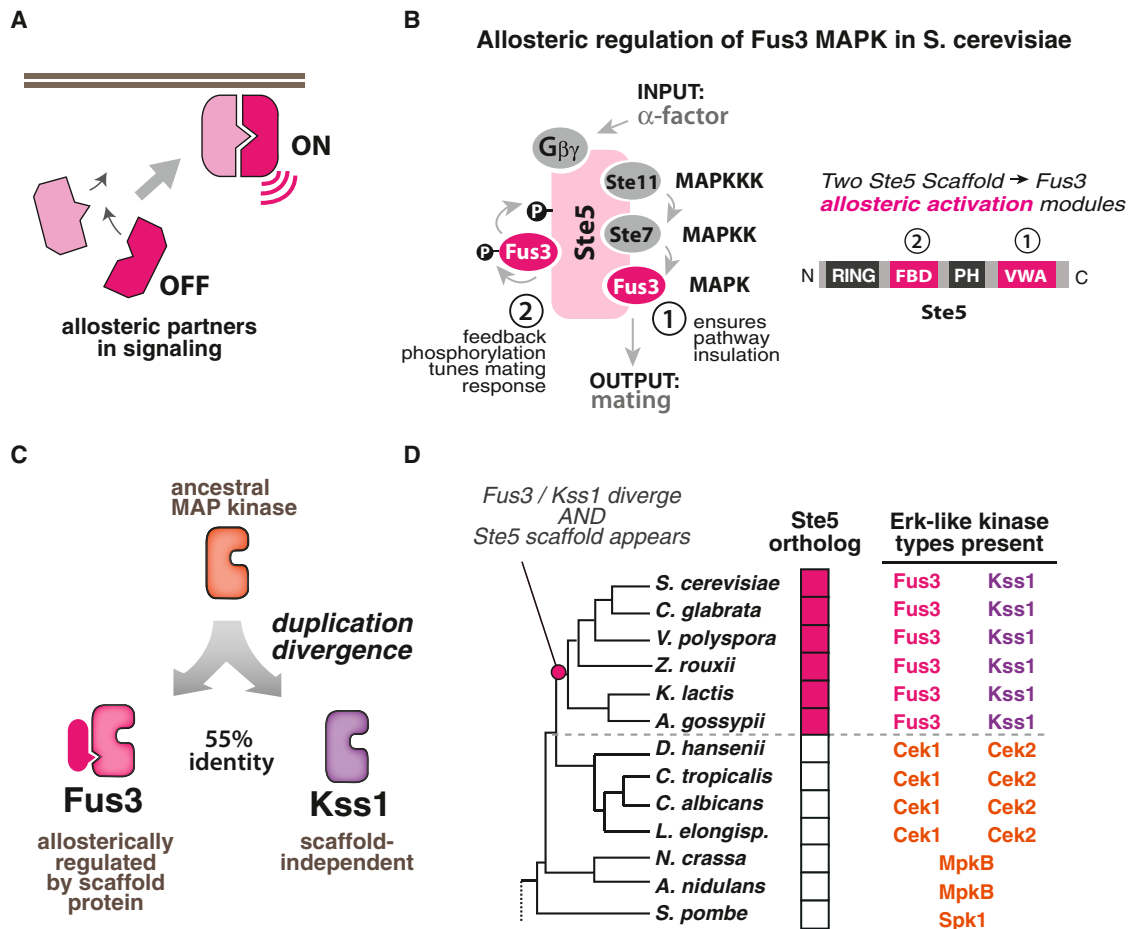 A
ON
OFF
allosteric partners
in signaling
B
Allosteric regulation of Fus3 MAPK in S. cerevisiae
INPUT:
α-factor
Gβγ
Ste11
MAPKKK
P
Ste5
Ste7
MAPKK
P
Fus3
Fus3
MAPK
2
feedback
phosphorylation
tunes mating
response
1
ensures
pathway
insulation
OUTPUT:
mating
Two Ste5 Scaffold → Fus3
allosteric activation modules
2
1
N
RING
FBD
PH
VWA
C
Ste5
C
ancestral
MAP kinase
duplication
divergence
55%
identity
Fus3
allosterically
regulated
by scaffold
protein
Kss1
scaffold-
independent
D
Fus3 / Kss1 diverge
AND
Ste5 scaffold appears
Ste5
ortholog
Erk-like kinase
types present
S. cerevisiae Fus3 Kss1
C. glabrata Fus3 Kss1
V. polyspora Fus3 Kss1
Z. rouxii Fus3 Kss1
K. lactis Fus3 Kss1
A. gossypii Fus3 Kss1
D. hansenii Cek1 Cek2
C. tropicalis Cek1 Cek2
C. albicans Cek1 Cek2
L. elongisp. Cek1 Cek2
N. crassa MpkB
A. nidulans MpkB
S. pombe Spk1